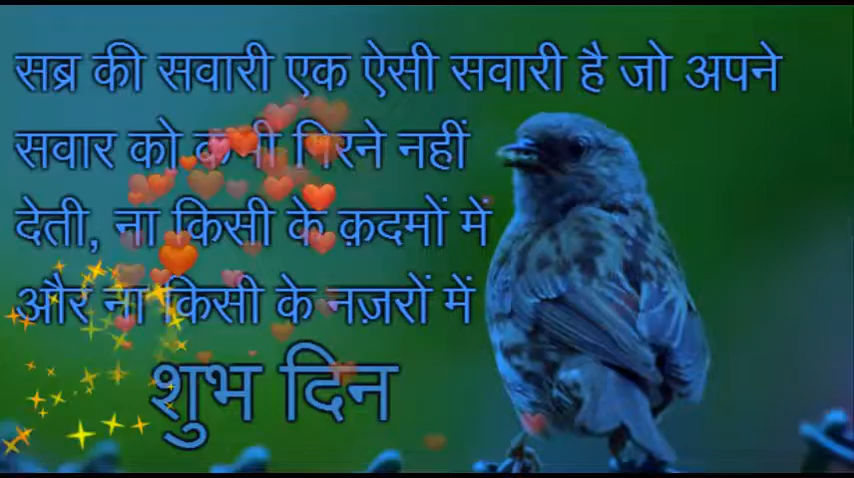 सब्र की सवारी एक ऐसी सवारी है जो अपने
सवार को कभी गिरने नहीं
देती, ना किसी के क़दमों में
और ना किसी के नज़रों में
शुभ दिन